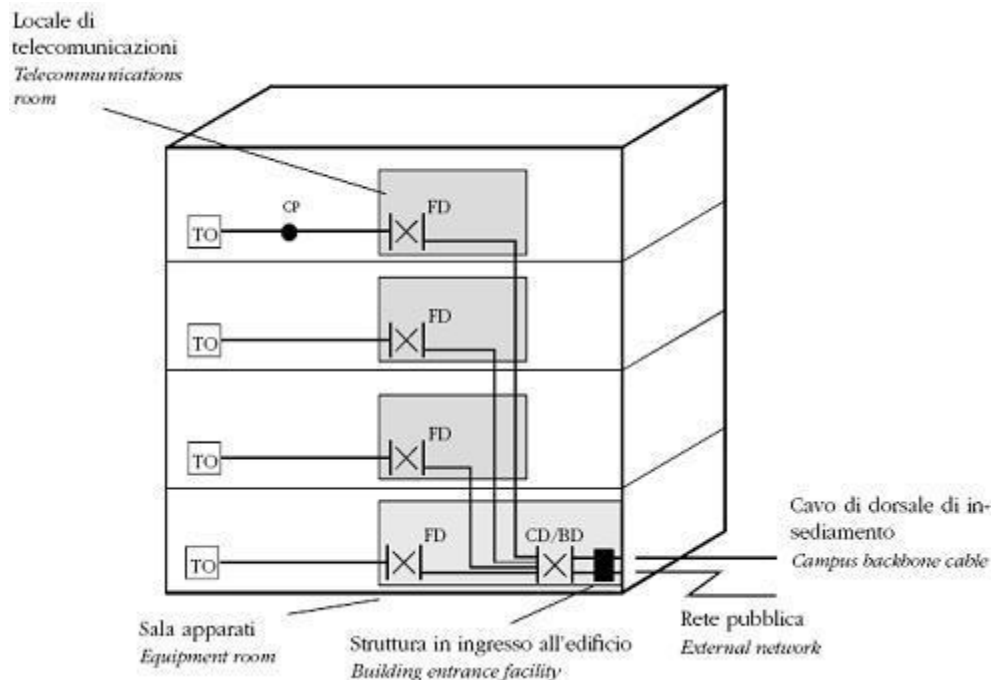 Locale di
telecomunicazioni
Telecommunications
room
CP
FD
TO
FD
TO
FD
TO
FD
CD/BD
TO
Cavo di dorsale di in-
sediamento
Campus backbone cable
Sala apparati
Equipment room
Struttura in ingresso all'edificio
Building entrance facility
Rete pubblica
External network